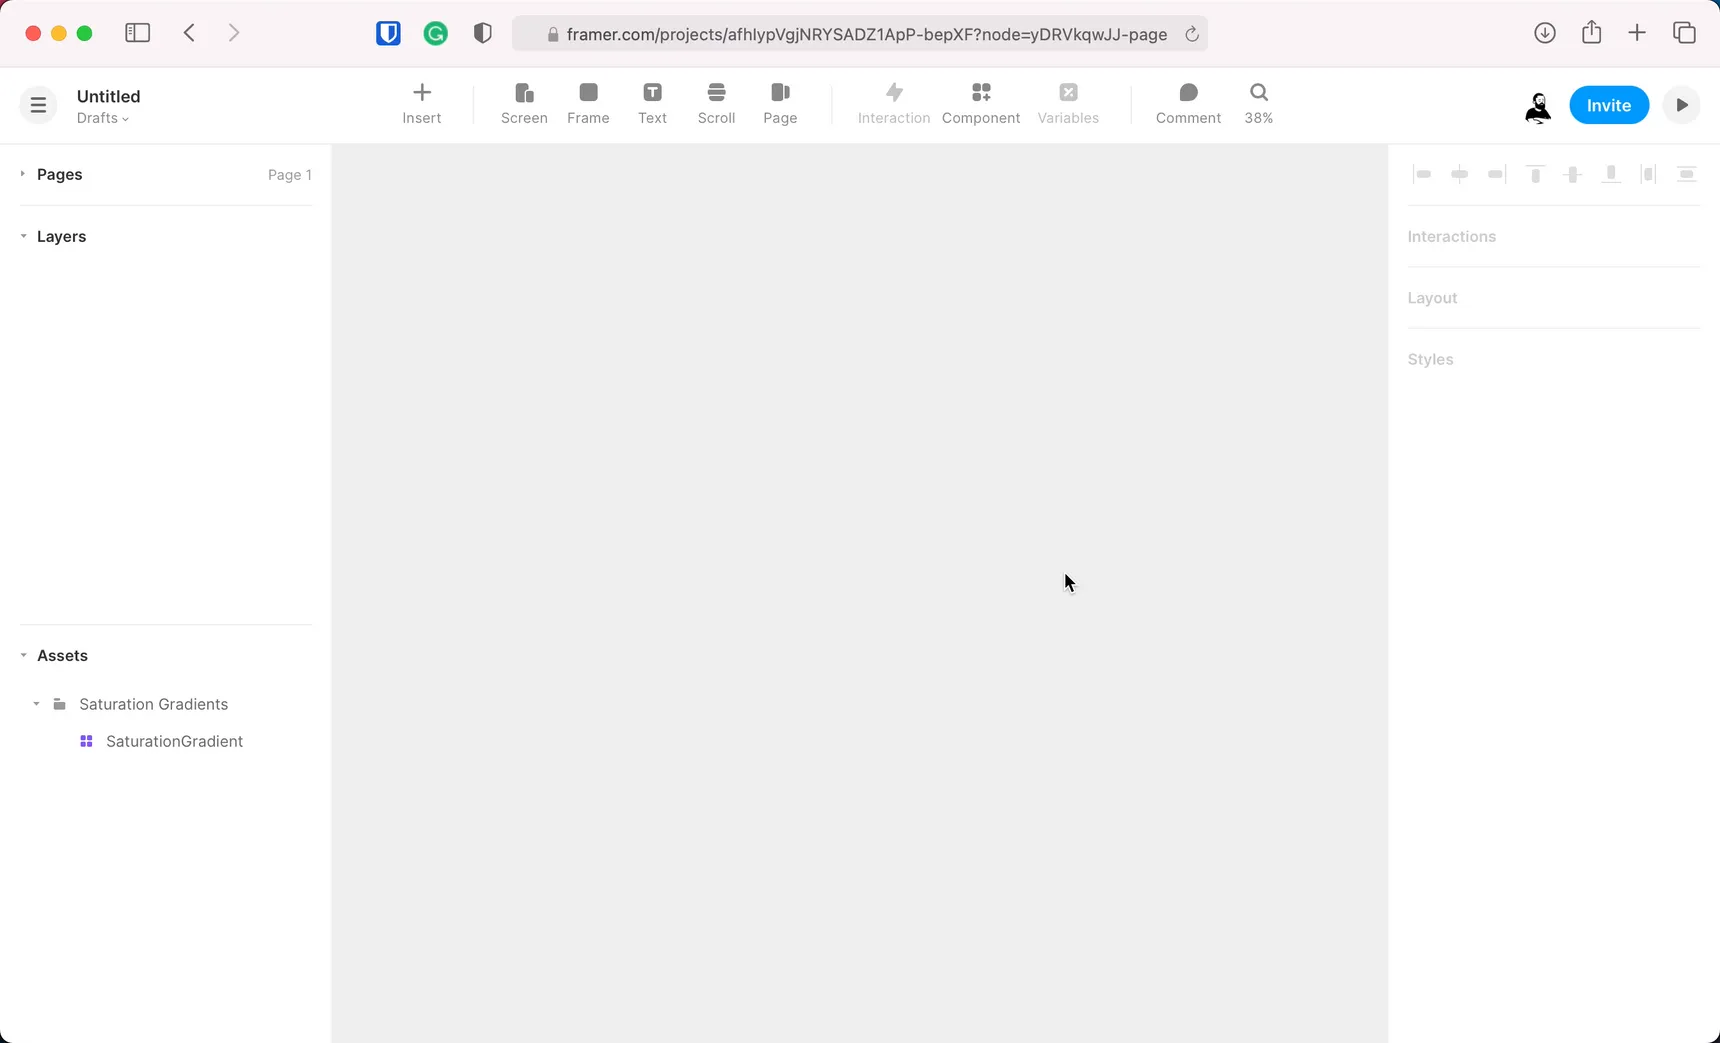 framer.com/projects/afhlypVgjNRYSADZ1ApP-bepXF?node=yDRVkqwJJ-page
Untitled
Drafts
Insert
Screen
Frame
Text
Scroll
Page
Interaction
Component
Variables
Comment
38%
Invite
Pages
Page 1
Layers
Assets
Saturation Gradients
SaturationGradient
Interactions
Layout
Styles